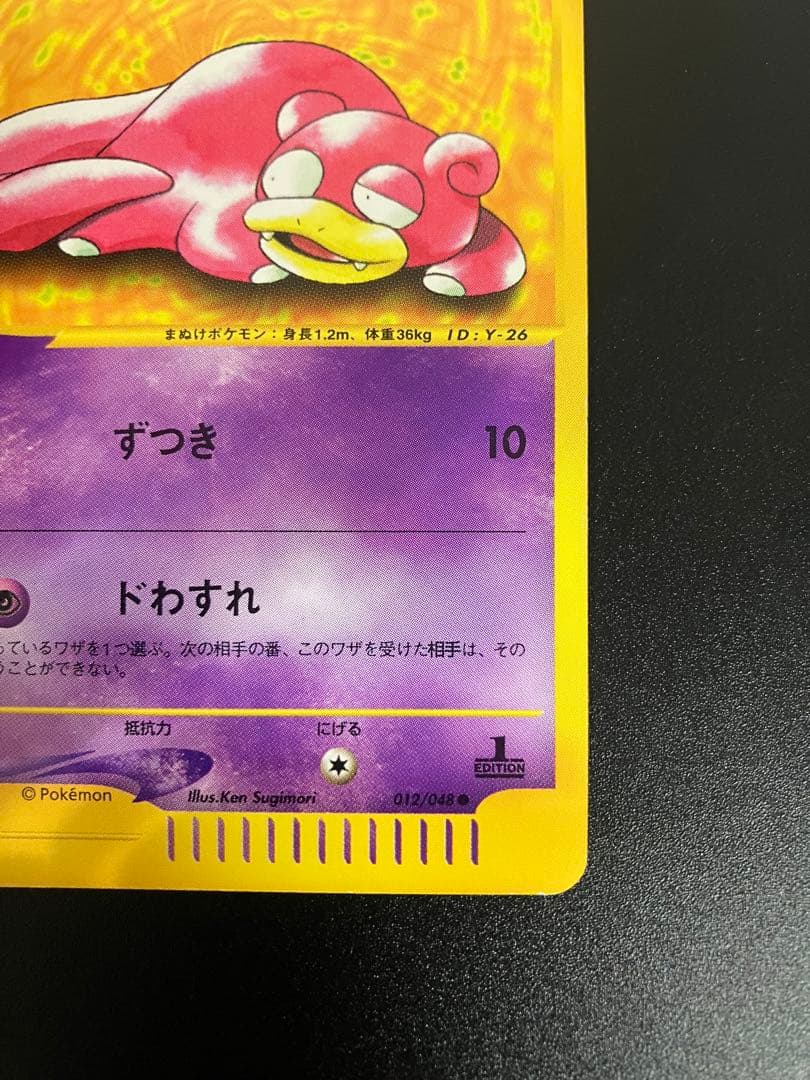 まぬけポケモン：身長1.2m、体重36kg ID：Y-26
ずつき 10
ドわすれ
っているワザを1つ選ぶ。次の相手の番、このワザを受けた相手は、その
うことができない。
抵抗力 にげる
1
EDITION
© Pokémon Illus.Ken Sugimori 012/048●